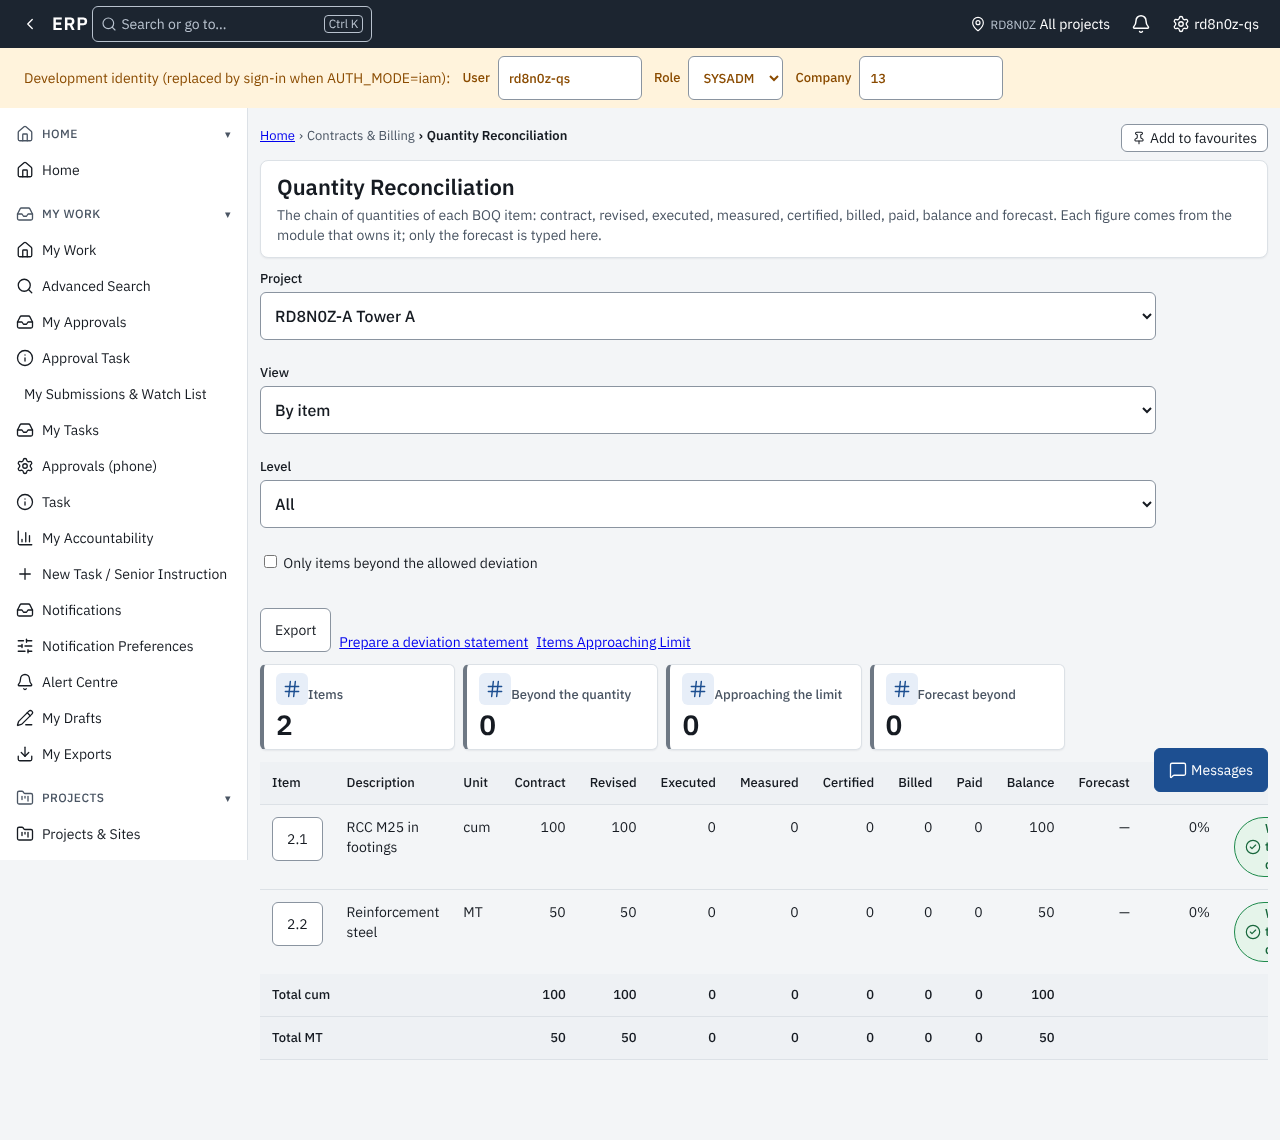 ERP
Search or go to...
Ctrl K
RD8N0Z All projects
rd8n0z-qs
Development identity (replaced by sign-in when AUTH_MODE=iam):
User
rd8n0z-qs
Role
SYSADM
Company
13
HOME
Home
MY WORK
My Work
Advanced Search
My Approvals
Approval Task
My Submissions & Watch List
My Tasks
Approvals (phone)
Task
My Accountability
New Task / Senior Instruction
Notifications
Notification Preferences
Alert Centre
My Drafts
My Exports
PROJECTS
Projects & Sites
Home › Contracts & Billing › Quantity Reconciliation
Add to favourites
Quantity Reconciliation
The chain of quantities of each BOQ item: contract, revised, executed, measured, certified, billed, paid, balance and forecast. Each figure comes from the
module that owns it; only the forecast is typed here.
Project
RD8N0Z-A Tower A
View
By item
Level
All
Only items beyond the allowed deviation
Export
Prepare a deviation statement
Items Approaching Limit
# Items
2
# Beyond the quantity
0
# Approaching the limit
0
# Forecast beyond
0
Messages
Item Description Unit Contract Revised Executed Measured Certified Billed Paid Balance Forecast
2.1 RCC M25 in footings cum 100 100 0 0 0 0 0 100 — 0%
2.2 Reinforcement steel MT 50 50 0 0 0 0 0 50 — 0%
Total cum 100 100 0 0 0 0 0 100
Total MT 50 50 0 0 0 0 0 50